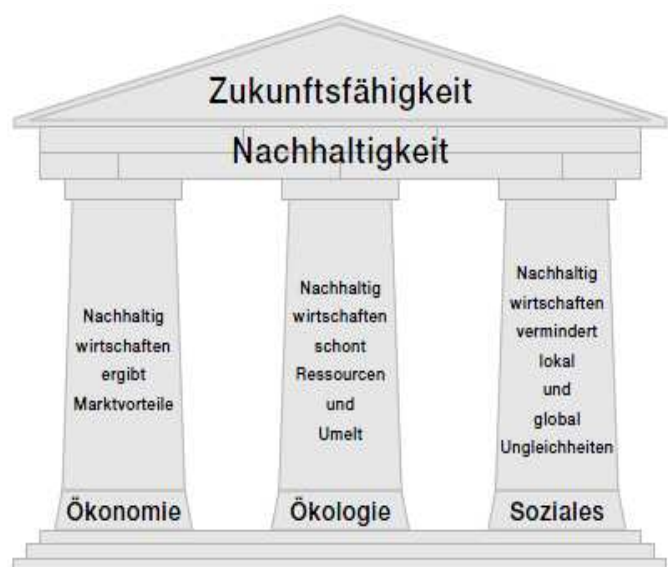 Zukunftsfähigkeit
Nachhaltigkeit
Nachhaltig
wirtschaften
ergibt
Marktvorteile
Ökonomie
Nachhaltig
wirtschaften
schont
Ressourcen
und
Umelt
Ökologie
Nachhaltig
wirtschaften
vermindert
lokal
und
global
Ungleichheiten
Soziales